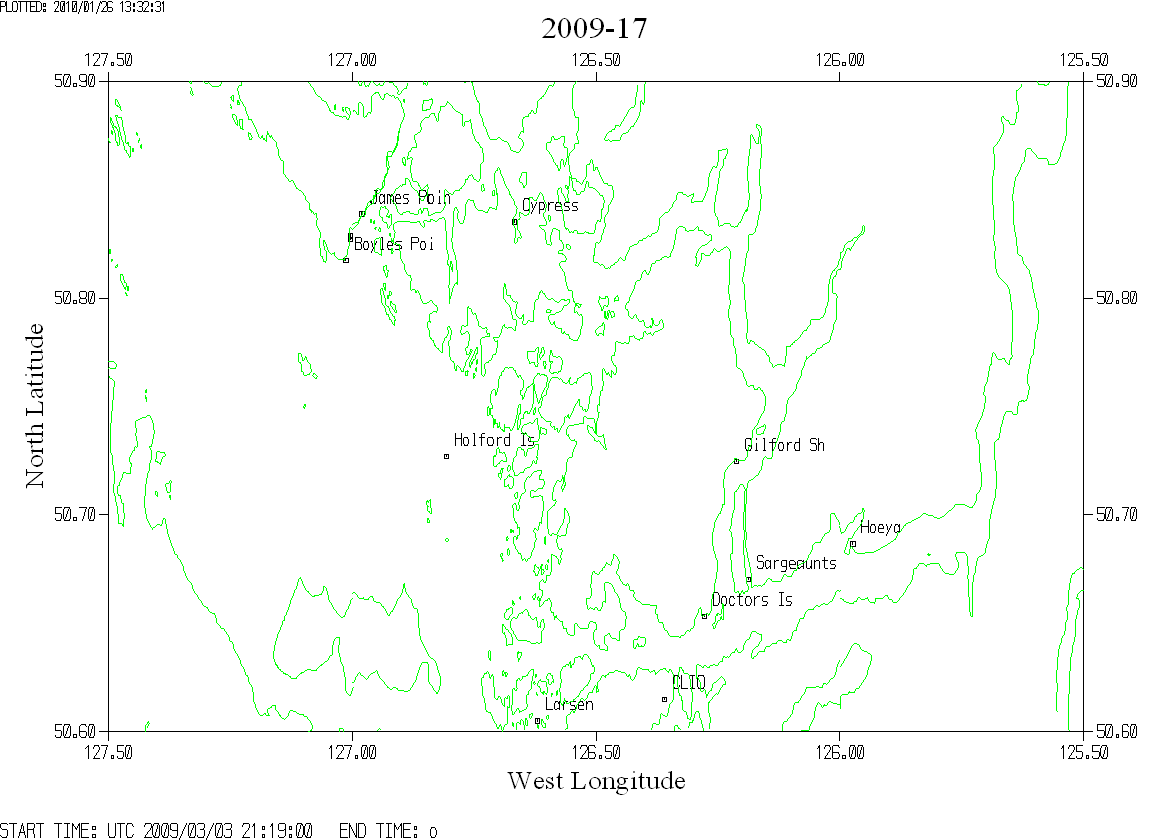 PLOTTED: 2010/01/26 13:32:31
2009-17
127.50 127.00 126.50 126.00 125.50
50.90 50.90
James Poin
Cypress
Boyles Poi
50.80 50.80
North Latitude
Holford Is
Gilford Sh
50.70 50.70
Hoeya
Sargeaunts
Doctors Is
CLIO
Larsen
50.60 50.60
127.50 127.00 126.50 126.00 125.50
West Longitude
START TIME: UTC 2009/03/03 21:19:00 END TIME: o